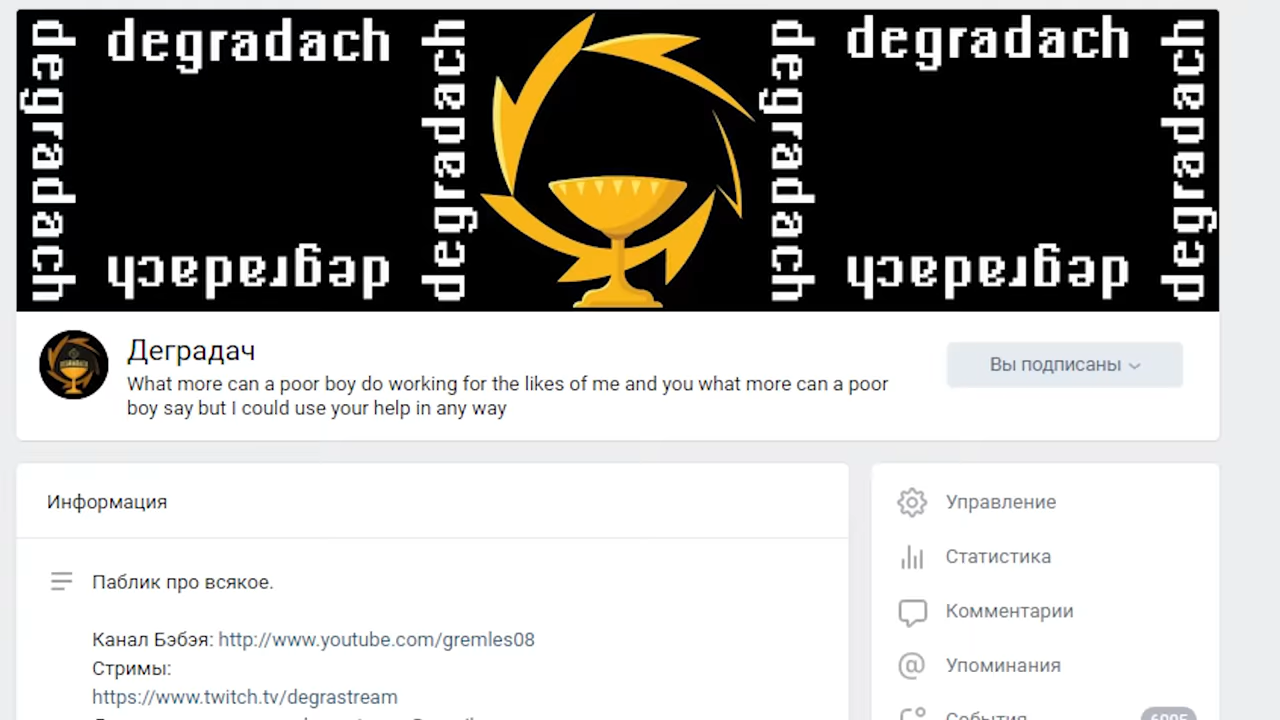 degradach degradach degradach degradach degradach degradach
degradach degradach
Деградач
What more can a poor boy do working for the likes of me and you what more can a poor
boy say but I could use your help in any way
Вы подписаны
Информация
Паблик про всякое.
Канал Бэбэя: http://www.youtube.com/gremles08
Стримы:
https://www.twitch.tv/degrastream
Управление
Статистика
Комментарии
Упоминания
События